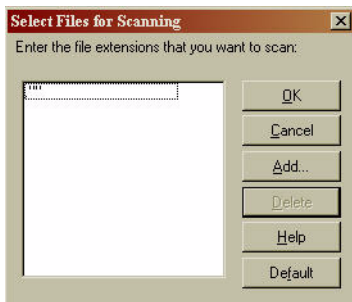 Select Files for Scanning
Enter the file extensions that you want to scan:
""
OK
Cancel
Add...
Delete
Help
Default